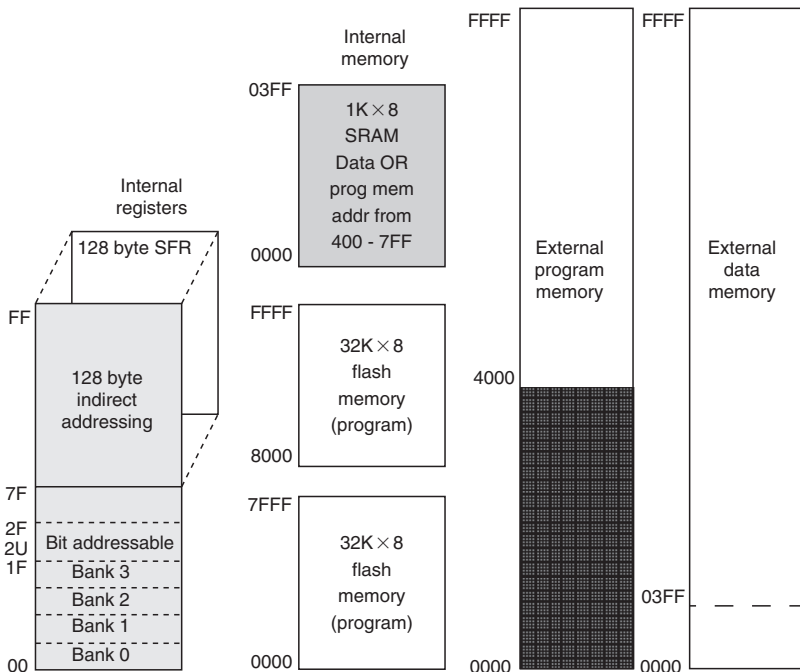 Internal
registers
128 byte SFR
FF
128 byte
indirect
addressing
7F
2F
2U
1F
Bit addressable
Bank 3
Bank 2
Bank 1
Bank 0
00
Internal
memory
03FF
1K × 8
SRAM
Data OR
prog mem
addr from
400 - 7FF
0000
FFFF
32K × 8
flash
memory
(program)
8000
7FFF
32K × 8
flash
memory
(program)
0000
FFFF
External
program
memory
4000
0000
FFFF
External
data
memory
03FF
0000